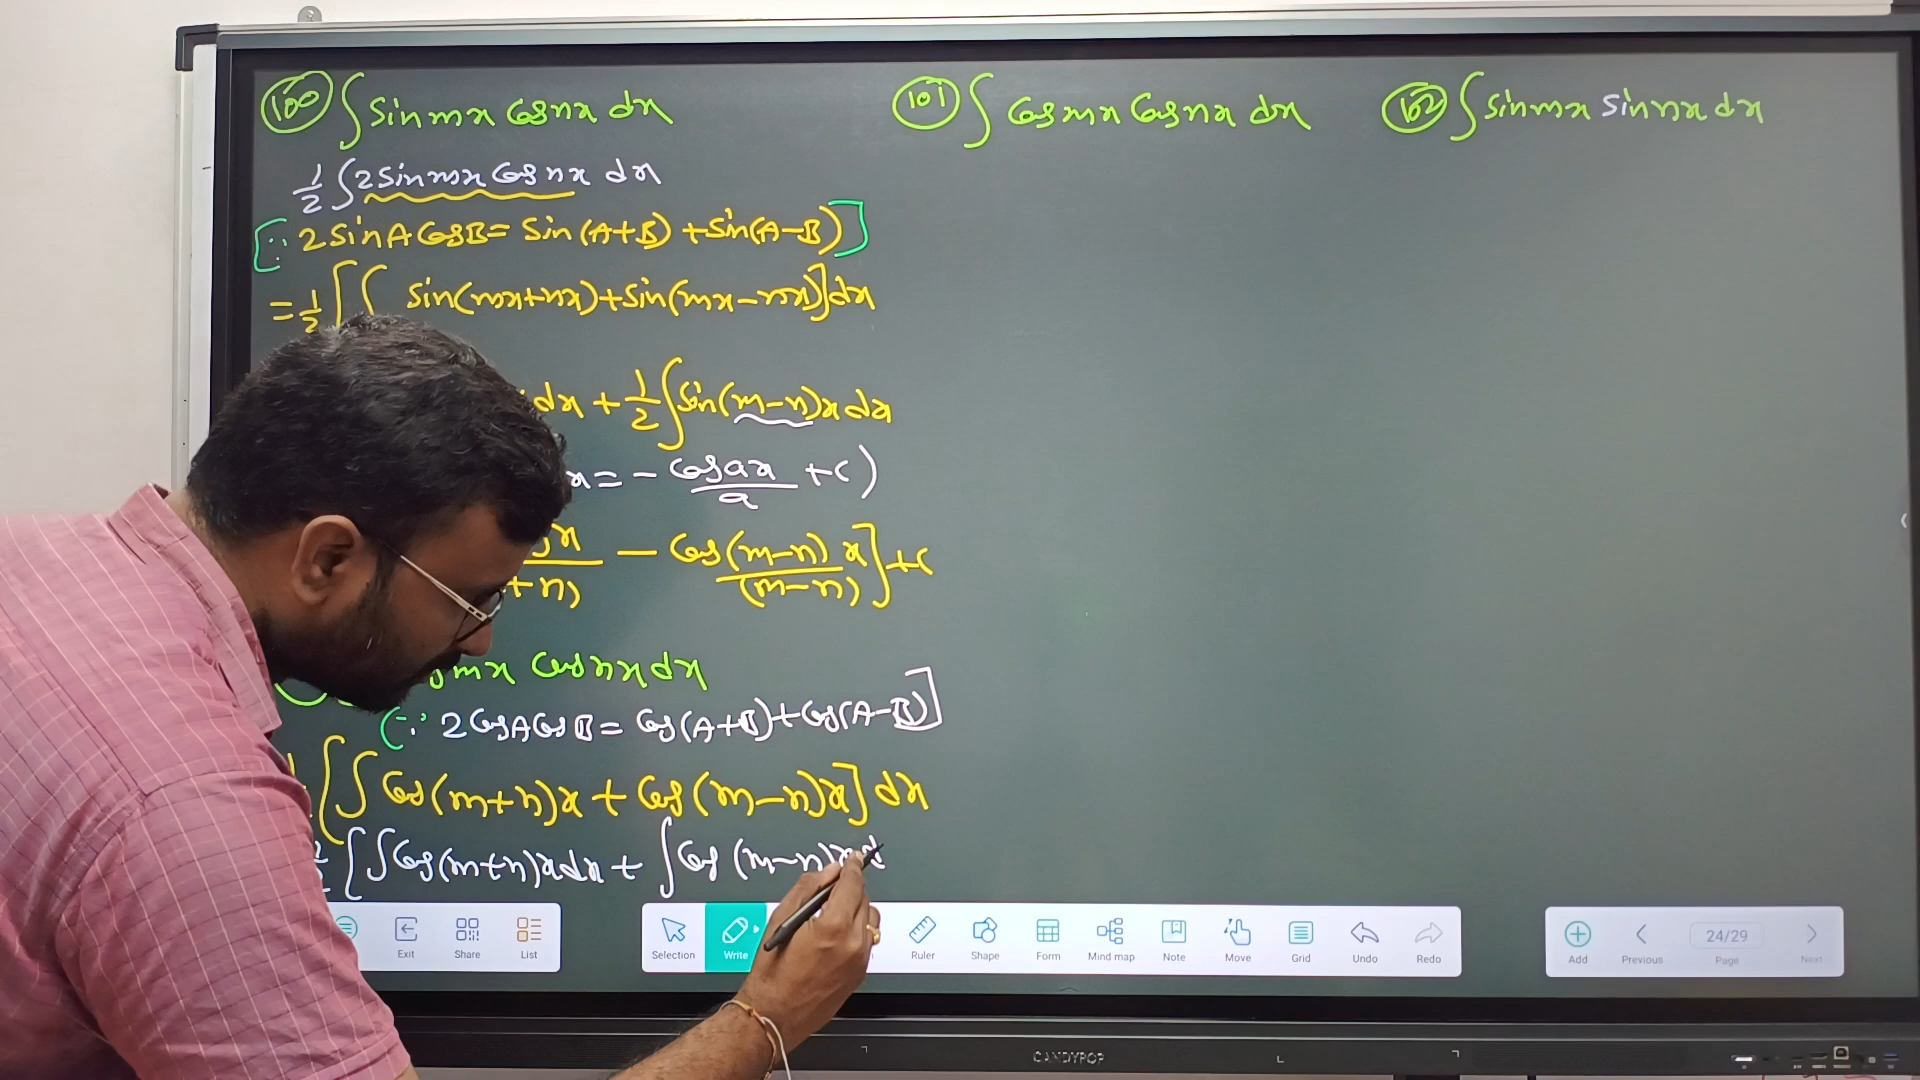 100 ∫ Sin mx Cos nx dx
101 ∫ Cos mx Cos nx dx
102 ∫ Sin mx Sin nx dx
1/2 ∫ 2 Sin mx Cos nx dx
[∵ 2 Sin A Cos B = Sin (A+B) + Sin (A-B)]
= 1/2 ∫ [ Sin(mx+nx) + Sin(mx-nx)] dx
dx + 1/2 ∫ Sin(m-n)x dx
x = - Cos ax / a + c)
x / +n) - Cos(m-n)x / (m-n) ] + c
mx Cos nx dx
(∵ 2 Cos A Cos B = Cos(A+B) + Cos(A-B)]
[ ∫ Cos(m+n)x + Cos(m-n)x] dx
[ ∫ Cos(m+n)x dx + ∫ Cos (m-n)x d
Exit
Share
List
Selection
Write
Ruler
Shape
Form
Mind map
Note
Move
Grid
Undo
Redo
Add
Previous
24/29
Page
Next
CANDYPOP